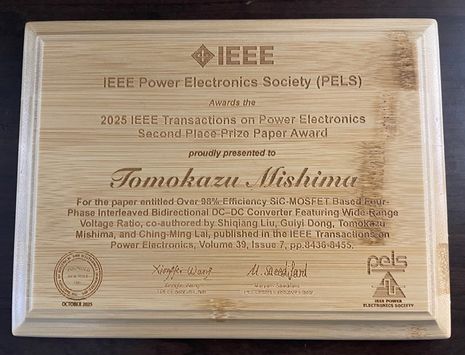 IEEE
IEEE Power Electronics Society (PELS)
Awards the
2025 IEEE Transactions on Power Electronics
Second Place Prize Paper Award
proudly presented to
Tomokazu Mishima
For the paper entitled Over 98% Efficiency SiC-MOSFET Based Four-
Phase Interleaved Bidirectional DC–DC Converter Featuring Wide-Range
Voltage Ratio, co-authored by Shiqiang Liu, Guiyi Dong, Tomokazu
Mishima, and Ching-Ming Lai, published in the IEEE Transactions on
Power Electronics, Volume 39, Issue 7, pp.8436-8455.
pels
IEEE POWER
ELECTRONICS SOCIETY
OCTOBER 2025